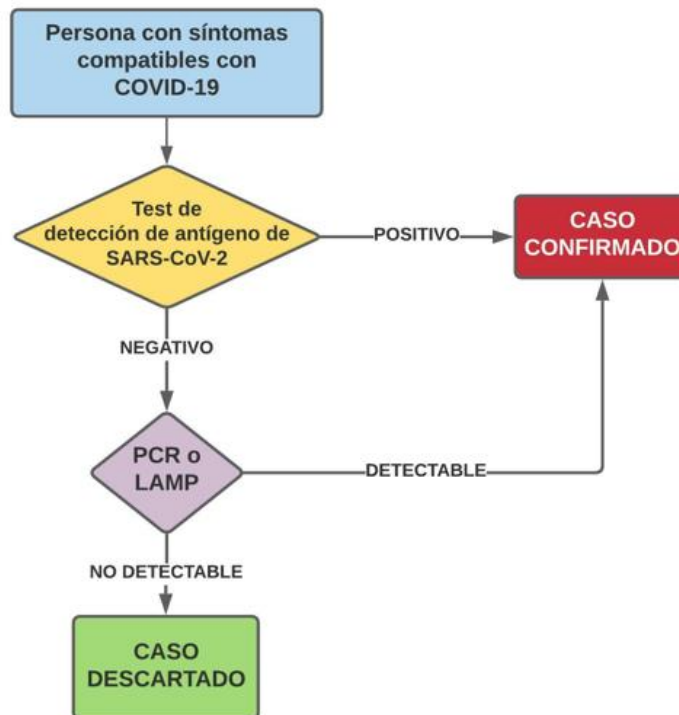 Persona con síntomas
compatibles con
COVID-19
Test de
detección de antígeno de
SARS-CoV-2
POSITIVO
CASO
CONFIRMADO
NEGATIVO
PCR o
LAMP
DETECTABLE
NO DETECTABLE
CASO
DESCARTADO